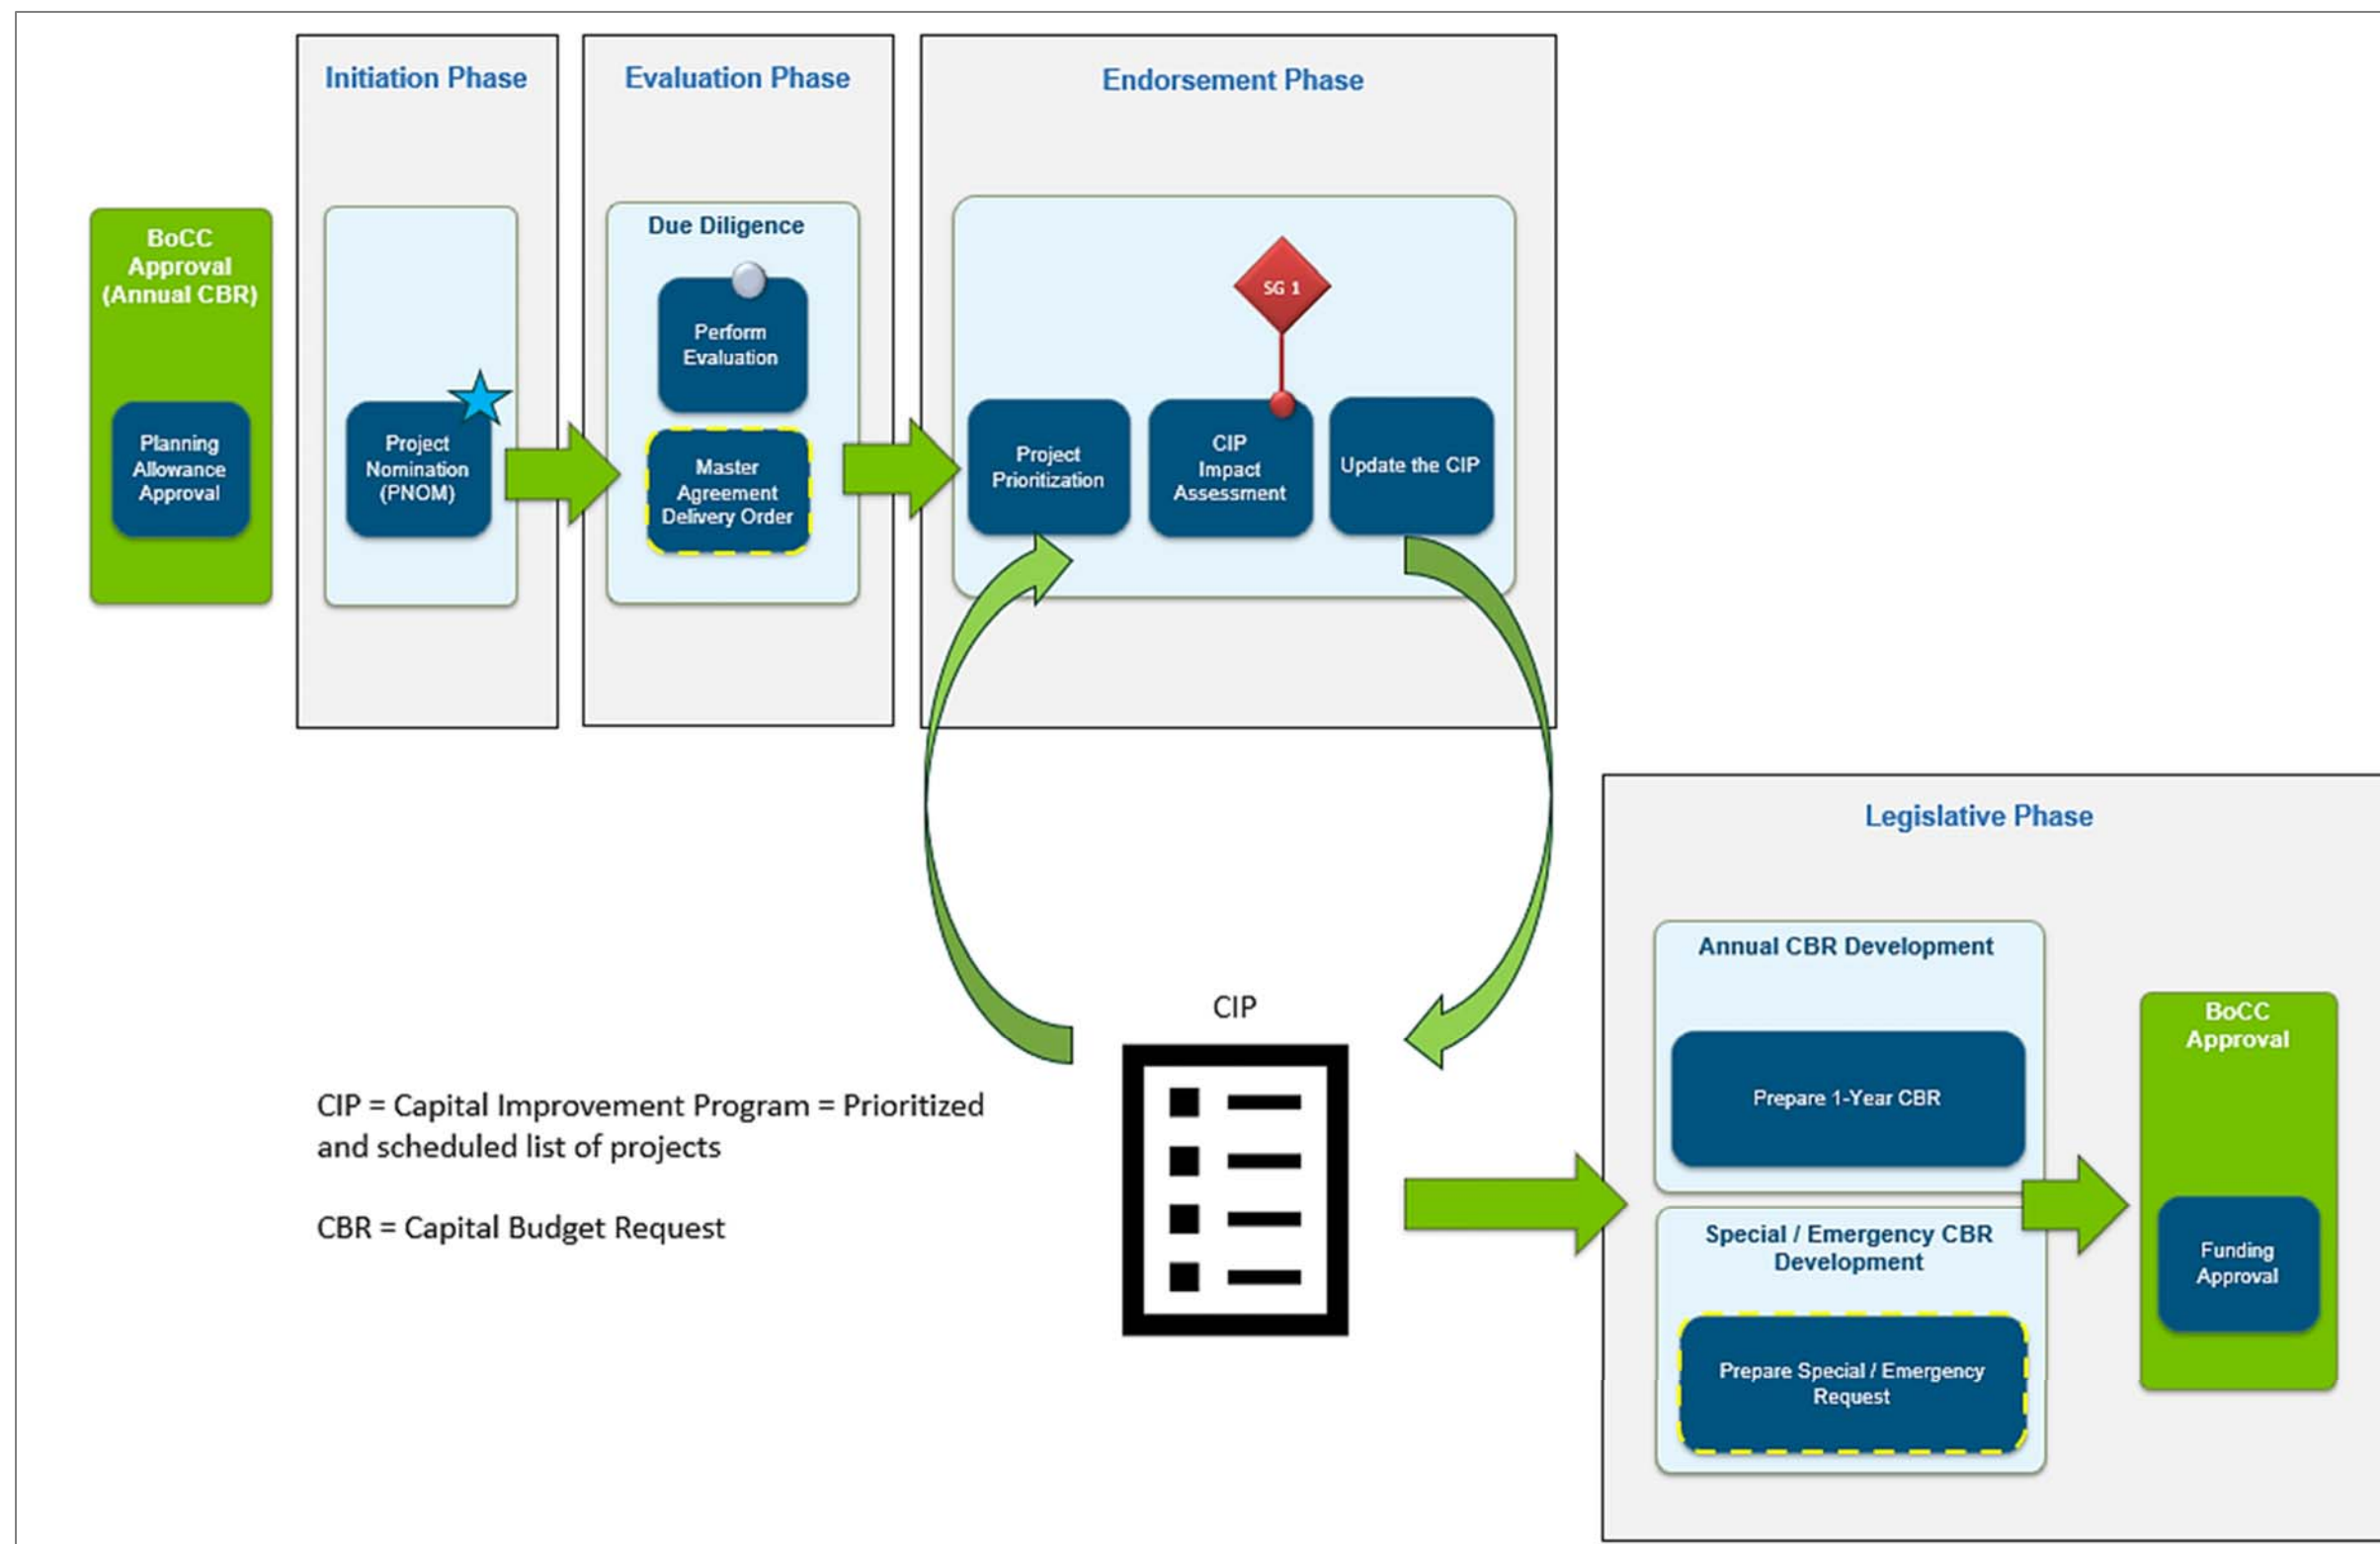 Initiation Phase
Evaluation Phase
Endorsement Phase
BoCC
Approval
(Annual CBR)
Planning
Allowance
Approval
Project
Nomination
(PNOM)
Due Diligence
Perform
Evaluation
Master
Agreement
Delivery Order
SG 1
Project
Prioritization
CIP
Impact
Assessment
Update the CIP
CIP
CIP = Capital Improvement Program = Prioritized
and scheduled list of projects
CBR = Capital Budget Request
Legislative Phase
Annual CBR Development
Prepare 1-Year CBR
Special / Emergency CBR
Development
Prepare Special / Emergency
Request
BoCC
Approval
Funding
Approval